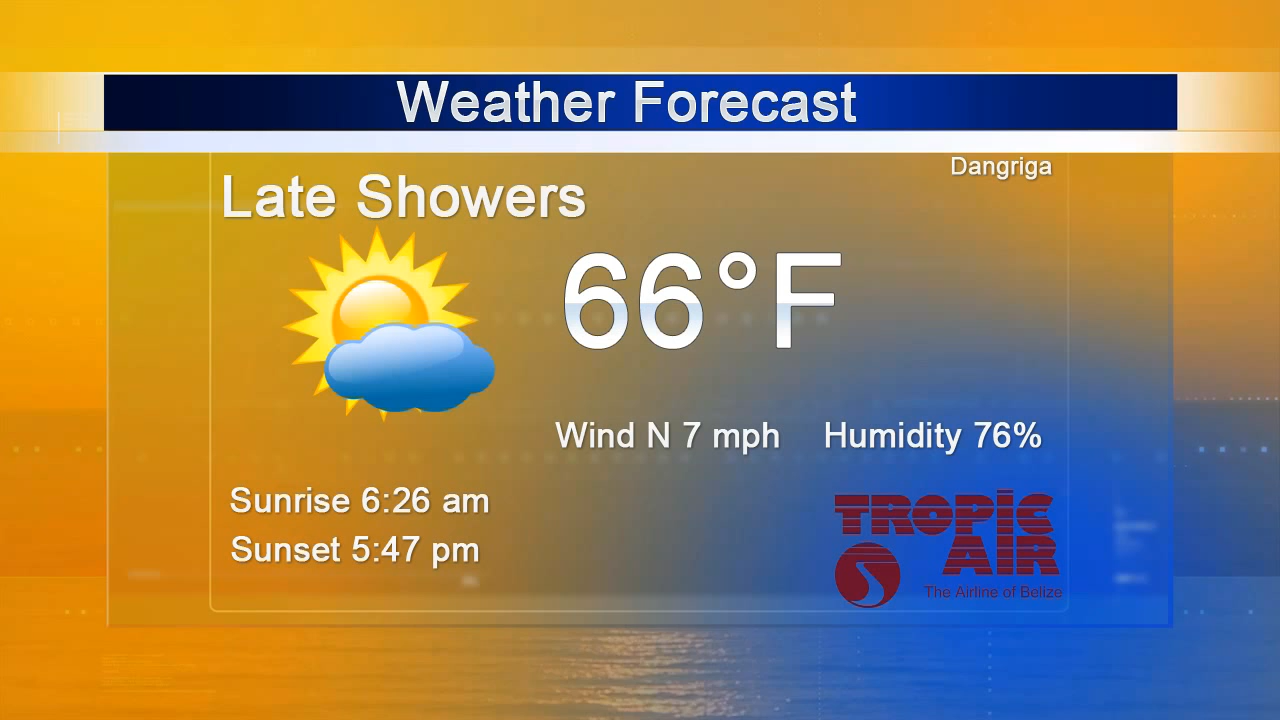 Weather Forecast
Dangriga
Late Showers
66°F
Wind N 7 mph Humidity 76%
Sunrise 6:26 am
Sunset 5:47 pm
TROPIC
AIR
The Airline of Belize